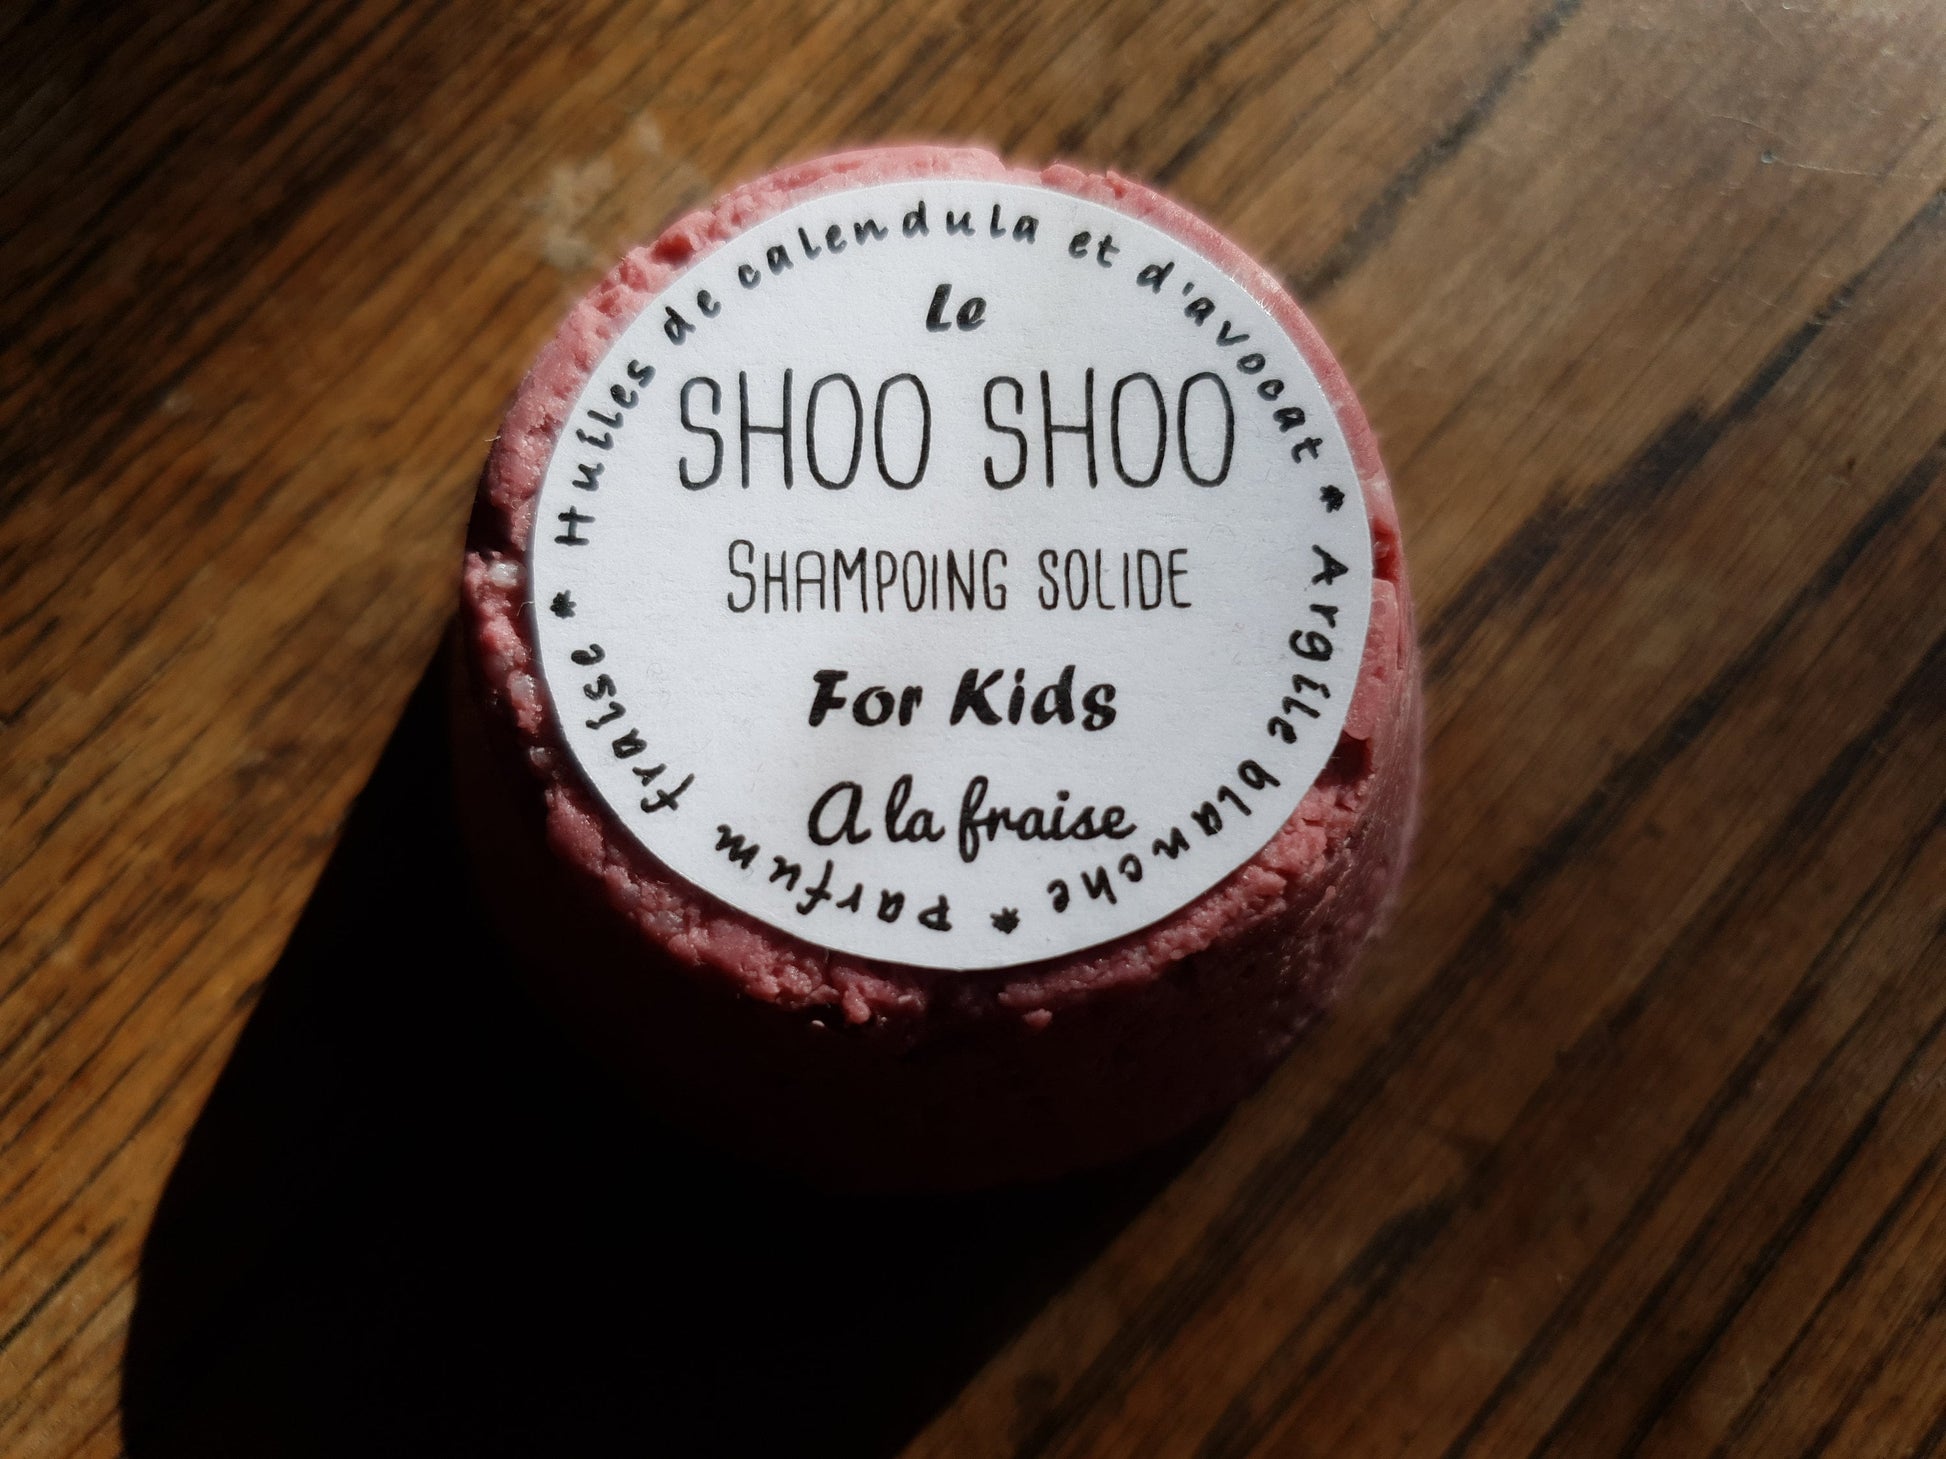 Le
SHOO SHOO
SHAMPOING SOLIDE
For Kids
A la fraise
Huiles de calendula et d'avocat * Argile blanche * Parfum fraise *